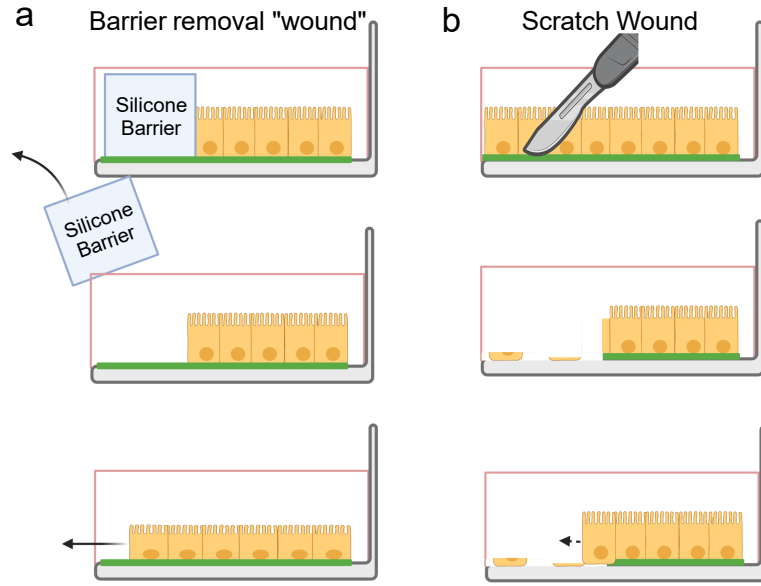 a
Barrier removal "wound"
Silicone
Barrier
Silicone
Barrier
b
Scratch Wound